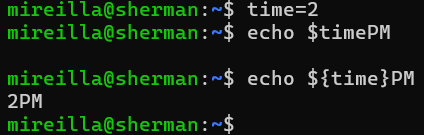 mireilla@sherman:~$ time=2
mireilla@sherman:~$ echo $timePM

mireilla@sherman:~$ echo ${time}PM
2PM
mireilla@sherman:~$